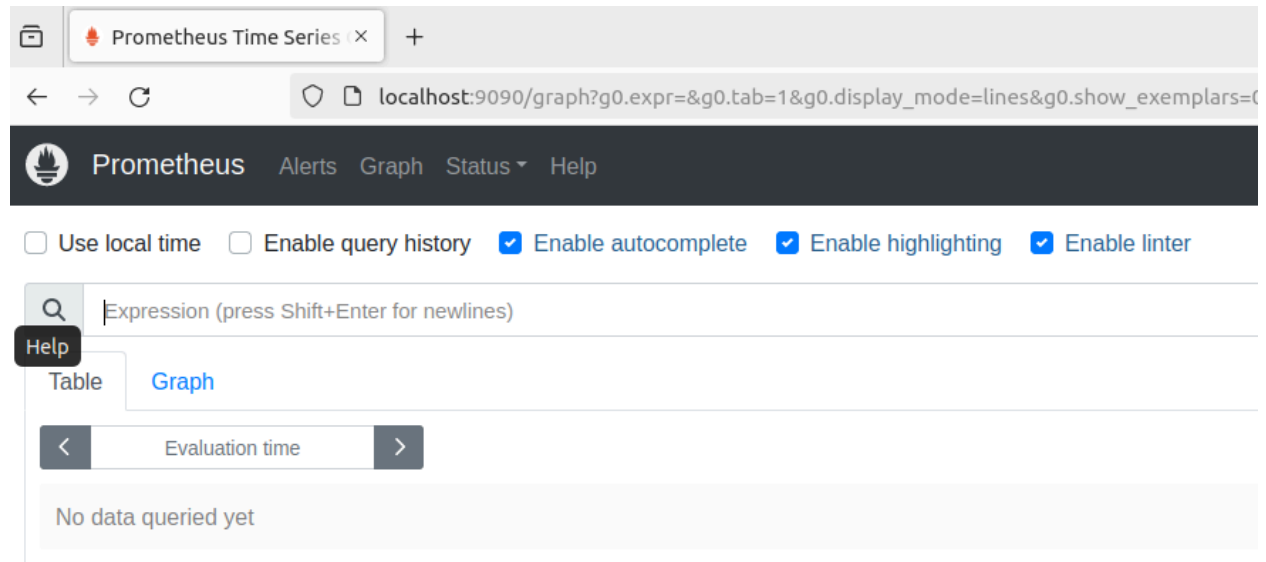 Prometheus Time Series
localhost:9090/graph?g0.expr=&g0.tab=1&g0.display_mode=lines&g0.show_exemplars=
Prometheus Alerts Graph Status Help
Use local time Enable query history Enable autocomplete Enable highlighting Enable linter
Expression (press Shift+Enter for newlines)
Help
Table Graph
Evaluation time
No data queried yet